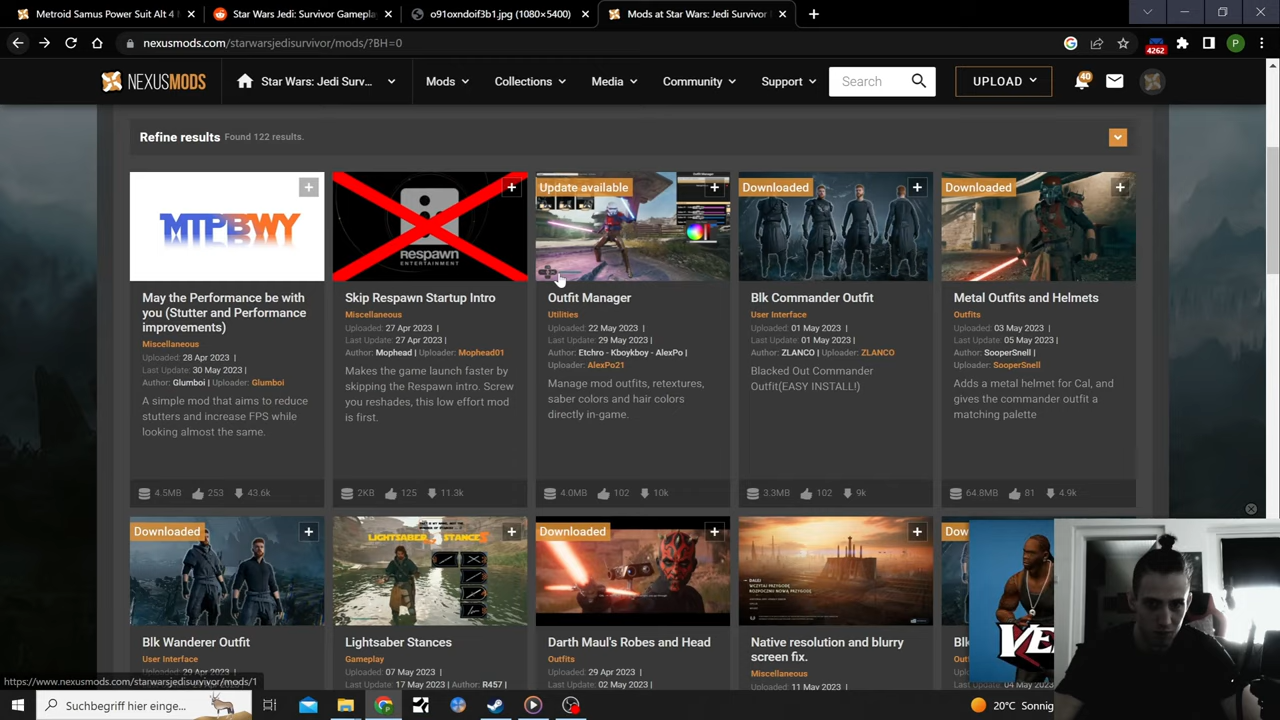 Metroid Samus Power Suit Alt 4
Star Wars Jedi: Survivor Gamepla
o91oxndoif3b1.jpg (1080×5400)
Mods at Star Wars: Jedi Survivor
nexusmods.com/starwarsjedisurvivor/mods/?BH=0
4262
P
NEXUSMODS
Star Wars: Jedi Surv...
Mods
Collections
Media
Community
Support
Search
UPLOAD
40
Refine results Found 122 results.
MTPBWY
RESPAWN
ENTERTAINMENT
Update available
Outfit Manager
Downloaded
Downloaded
May the Performance be with
you (Stutter and Performance
improvements)
Miscellaneous
Uploaded: 28 Apr 2023 |
Last Update: 30 May 2023 |
Author: Glumboi | Uploader: Glumboi
A simple mod that aims to reduce
stutters and increase FPS while
looking almost the same.
4.5MB 253 43.6k
Skip Respawn Startup Intro
Miscellaneous
Uploaded: 27 Apr 2023 |
Last Update: 27 Apr 2023 |
Author: Mophead | Uploader: Mophead01
Makes the game launch faster by
skipping the Respawn intro. Screw
you reshades, this low effort mod
is first.
2KB 125 11.3k
Outfit Manager
Utilities
Uploaded: 22 May 2023 |
Last Update: 29 May 2023 |
Author: Etchro - Kboykboy - AlexPo |
Uploader: AlexPo21
Manage mod outfits, retextures,
saber colors and hair colors
directly in-game.
4.0MB 102 10k
Blk Commander Outfit
User Interface
Uploaded: 01 May 2023 |
Last Update: 01 May 2023 |
Author: ZLANCO | Uploader: ZLANCO
Blacked Out Commander
Outfit(EASY INSTALL!)
3.3MB 102 9k
Metal Outfits and Helmets
Outfits
Uploaded: 03 May 2023 |
Last Update: 05 May 2023 |
Author: SooperSnell |
Uploader: SooperSnell
Adds a metal helmet for Cal, and
gives the commander outfit a
matching palette
64.8MB 81 4.9k
Downloaded
LIGHTSABER STANCES
Downloaded
Dow
VE
Blk Wanderer Outfit
User Interface
Uploaded: 29 Apr 2023 |
Lightsaber Stances
Gameplay
Uploaded: 07 May 2023 |
Last Update: 17 May 2023 | Author: R457 |
Darth Maul's Robes and Head
Outfits
Uploaded: 29 Apr 2023 |
Last Update: 02 May 2023 |
Native resolution and blurry
screen fix.
Miscellaneous
Uploaded: 11 May 2023 |
https://www.nexusmods.com/starwarsjedisurvivor/mods/1
Suchbegriff hier einge...
20°C Sonnig